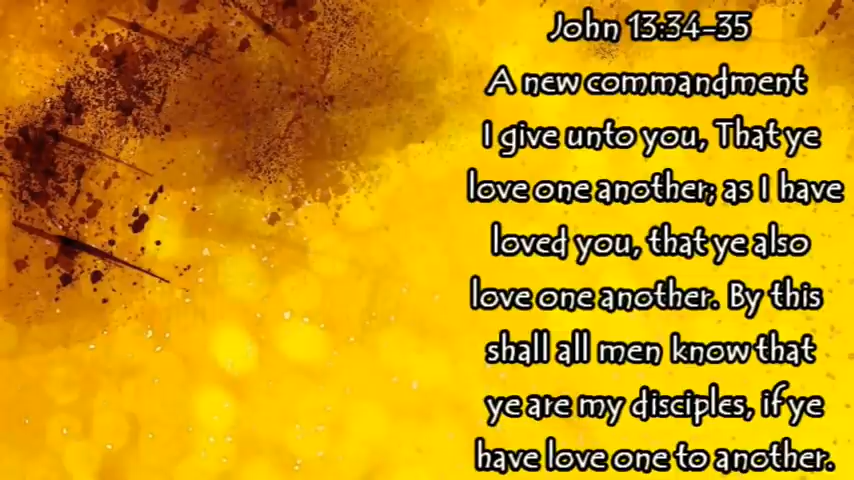 John 13:34-35
A new commandment
I give unto you, That ye
love one another; as I have
loved you, that ye also
love one another. By this
shall all men know that
ye are my disciples, if ye
have love one to another.